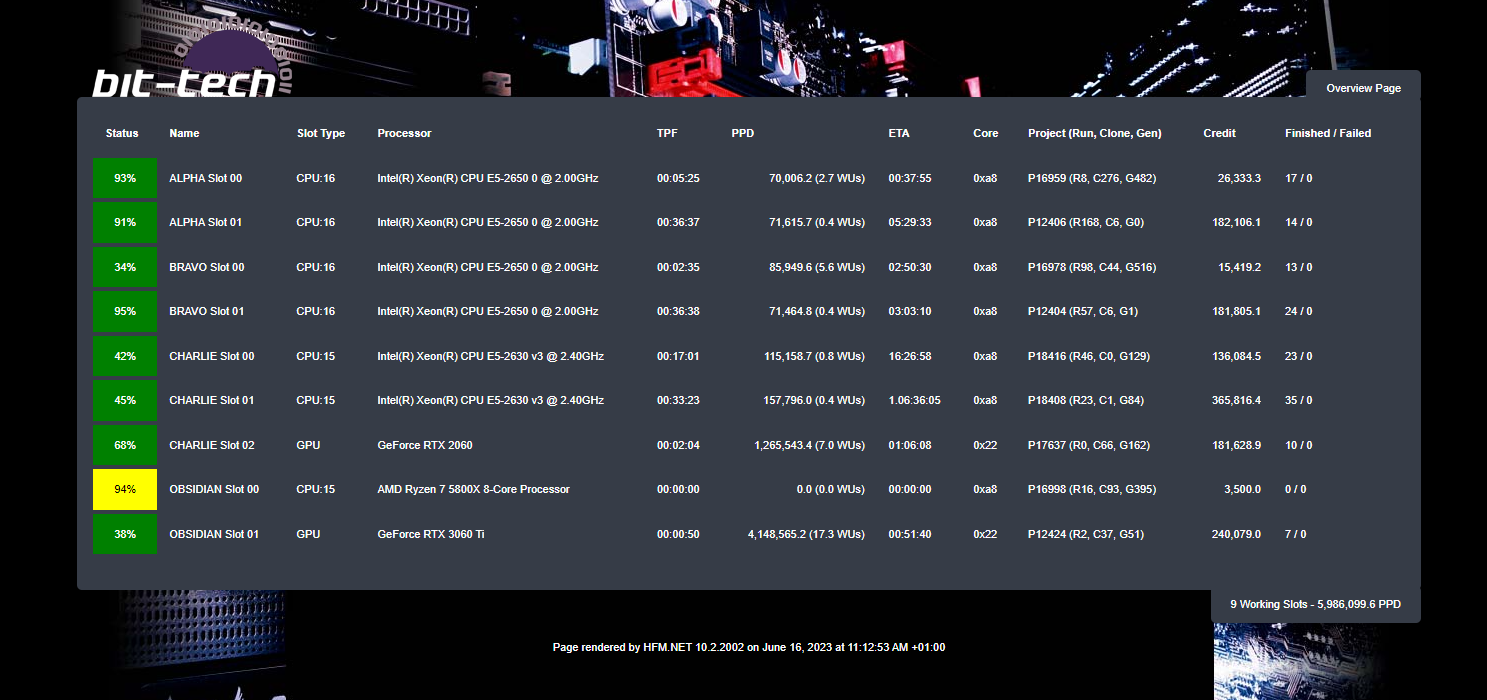 bit-tech
Overview Page
Status Name Slot Type Processor TPF PPD ETA Core Project (Run, Clone, Gen) Credit Finished / Failed
93% ALPHA Slot 00 CPU:16 Intel(R) Xeon(R) CPU E5-2650 0 @ 2.00GHz 00:05:25 70,006.2 (2.7 WUs) 00:37:55 0xa8 P16959 (R8, C276, G482) 26,333.3 17 / 0
91% ALPHA Slot 01 CPU:16 Intel(R) Xeon(R) CPU E5-2650 0 @ 2.00GHz 00:36:37 71,615.7 (0.4 WUs) 05:29:33 0xa8 P12406 (R168, C6, G0) 182,106.1 14 / 0
34% BRAVO Slot 00 CPU:16 Intel(R) Xeon(R) CPU E5-2650 0 @ 2.00GHz 00:02:35 85,949.6 (5.6 WUs) 02:50:30 0xa8 P16978 (R98, C44, G516) 15,419.2 13 / 0
95% BRAVO Slot 01 CPU:16 Intel(R) Xeon(R) CPU E5-2650 0 @ 2.00GHz 00:36:38 71,464.8 (0.4 WUs) 03:03:10 0xa8 P12404 (R57, C6, G1) 181,805.1 24 / 0
42% CHARLIE Slot 00 CPU:15 Intel(R) Xeon(R) CPU E5-2630 v3 @ 2.40GHz 00:17:01 115,158.7 (0.8 WUs) 16:26:58 0xa8 P18416 (R46, C0, G129) 136,084.5 23 / 0
45% CHARLIE Slot 01 CPU:15 Intel(R) Xeon(R) CPU E5-2630 v3 @ 2.40GHz 00:33:23 157,796.0 (0.4 WUs) 1.06:36:05 0xa8 P18408 (R23, C1, G84) 365,816.4 35 / 0
68% CHARLIE Slot 02 GPU GeForce RTX 2060 00:02:04 1,265,543.4 (7.0 WUs) 01:06:08 0x22 P17637 (R0, C66, G162) 181,628.9 10 / 0
94% OBSIDIAN Slot 00 CPU:15 AMD Ryzen 7 5800X 8-Core Processor 00:00:00 0.0 (0.0 WUs) 00:00:00 0xa8 P16998 (R16, C93, G395) 3,500.0 0 / 0
38% OBSIDIAN Slot 01 GPU GeForce RTX 3060 Ti 00:00:50 4,148,565.2 (17.3 WUs) 00:51:40 0x22 P12424 (R2, C37, G51) 240,079.0 7 / 0
9 Working Slots - 5,986,099.6 PPD
Page rendered by HFM.NET 10.2.2002 on June 16, 2023 at 11:12:53 AM +01:00